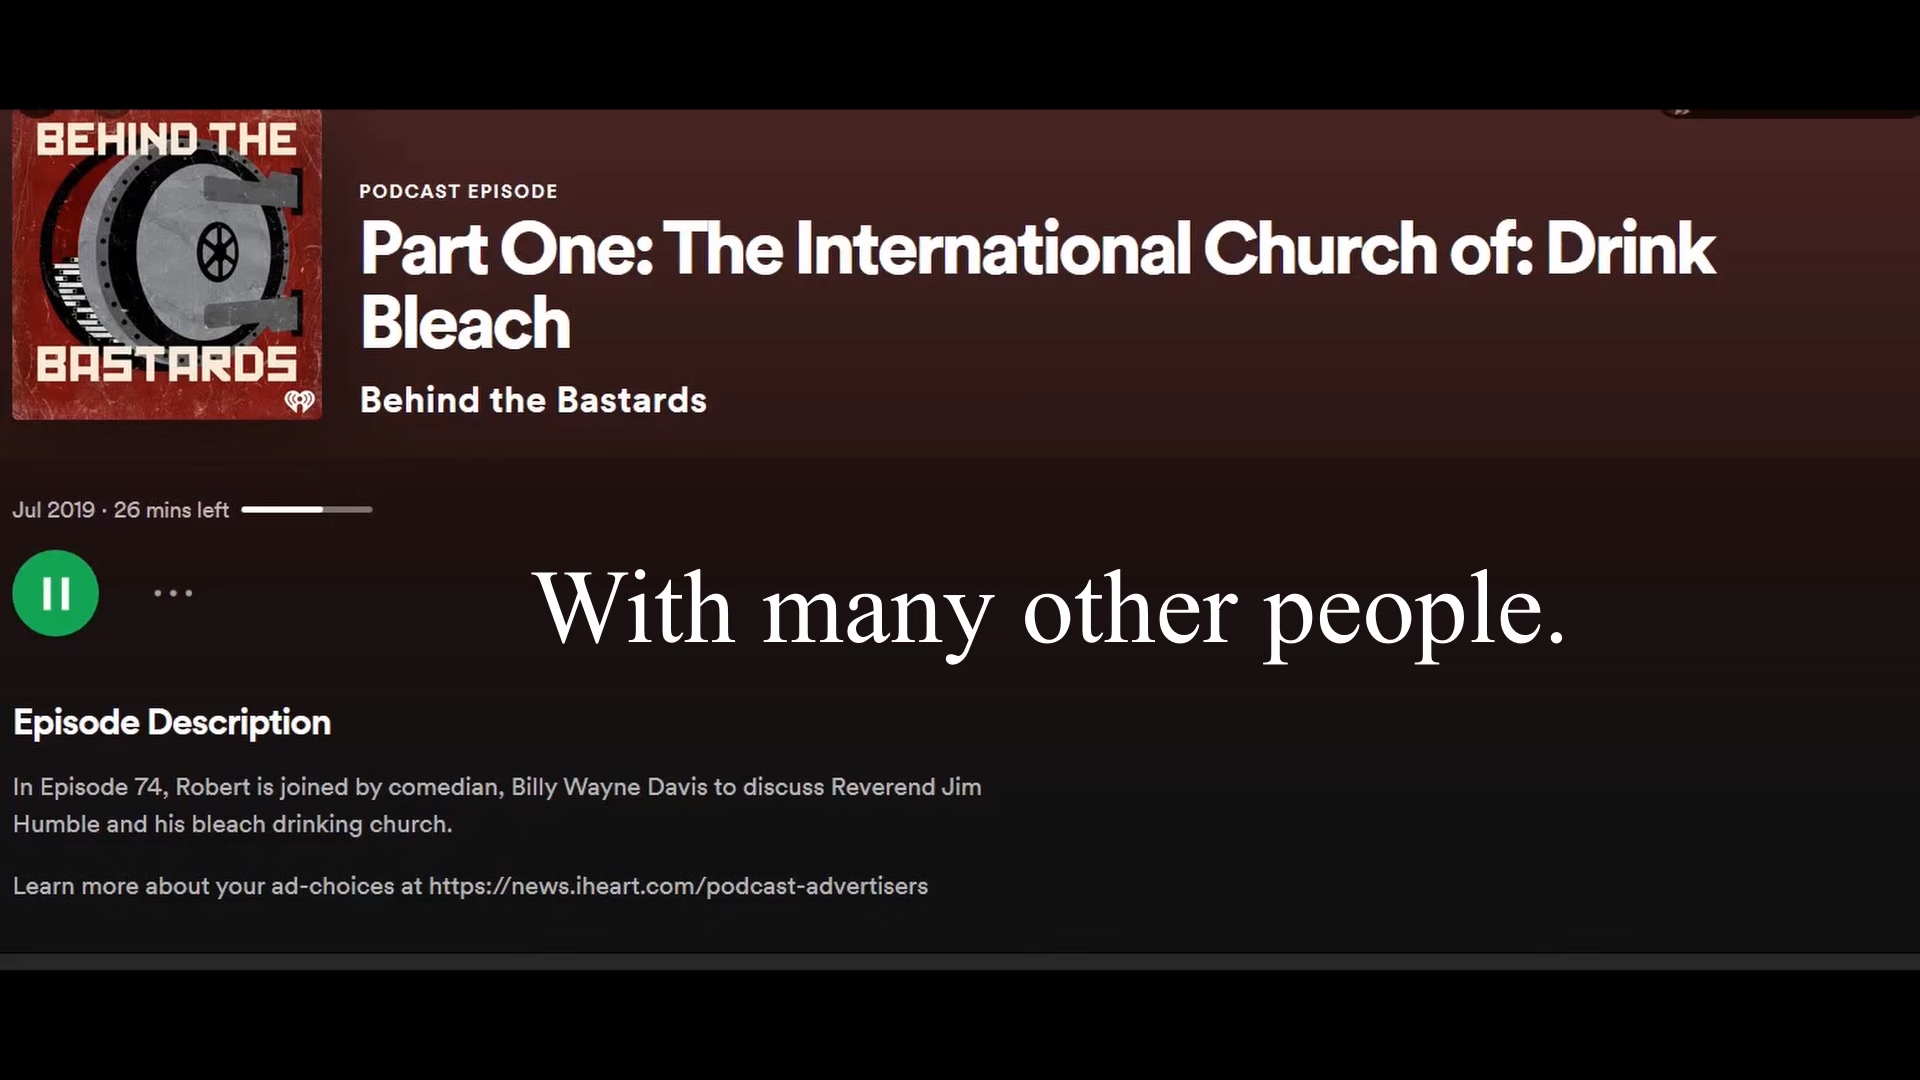 BEHIND THE
BASTARDS
PODCAST EPISODE
Part One: The International Church of: Drink
Bleach
Behind the Bastards
Jul 2019 · 26 mins left
With many other people.
Episode Description
In Episode 74, Robert is joined by comedian, Billy Wayne Davis to discuss Reverend Jim
Humble and his bleach drinking church.
Learn more about your ad-choices at https://news.iheart.com/podcast-advertisers